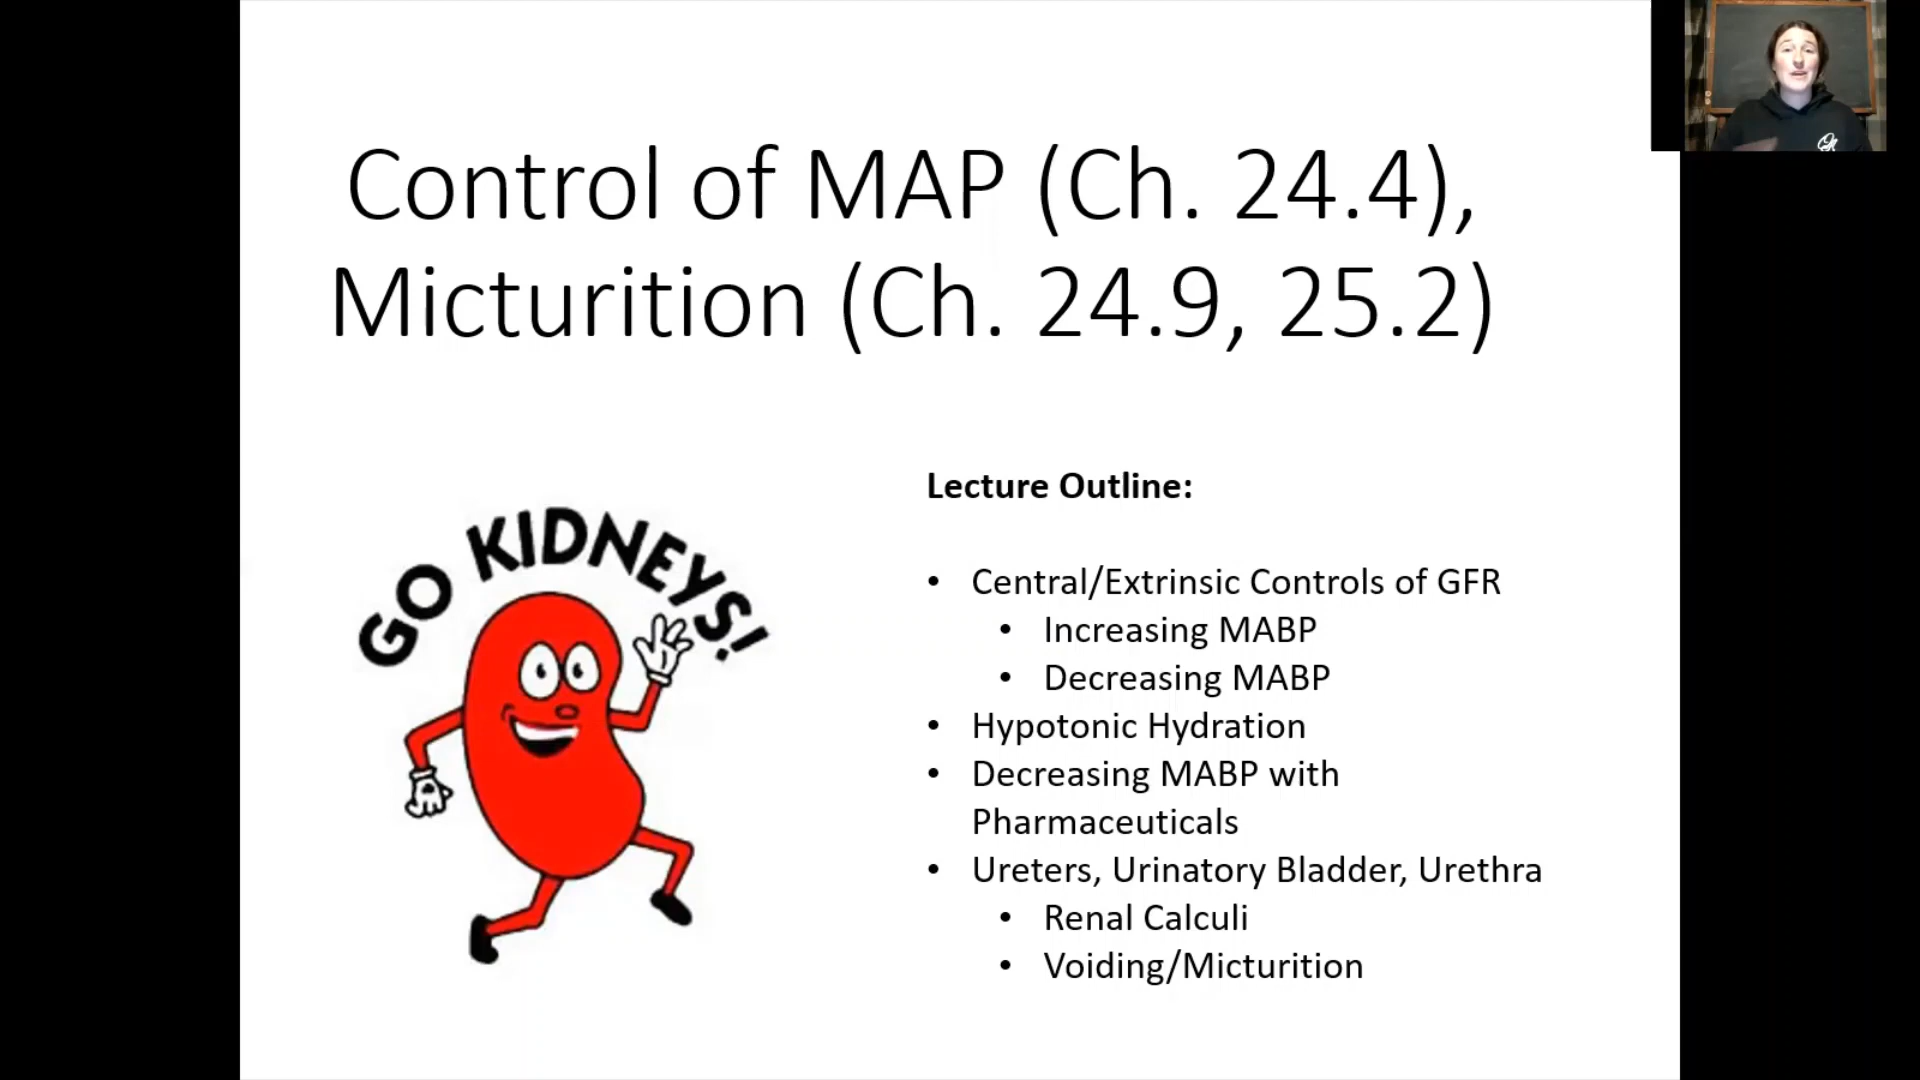 Control of MAP (Ch. 24.4),
Micturition (Ch. 24.9, 25.2)
GO KIDNEYS!
Lecture Outline:
• Central/Extrinsic Controls of GFR
• Increasing MABP
• Decreasing MABP
• Hypotonic Hydration
• Decreasing MABP with
Pharmaceuticals
• Ureters, Urinatory Bladder, Urethra
• Renal Calculi
• Voiding/Micturition